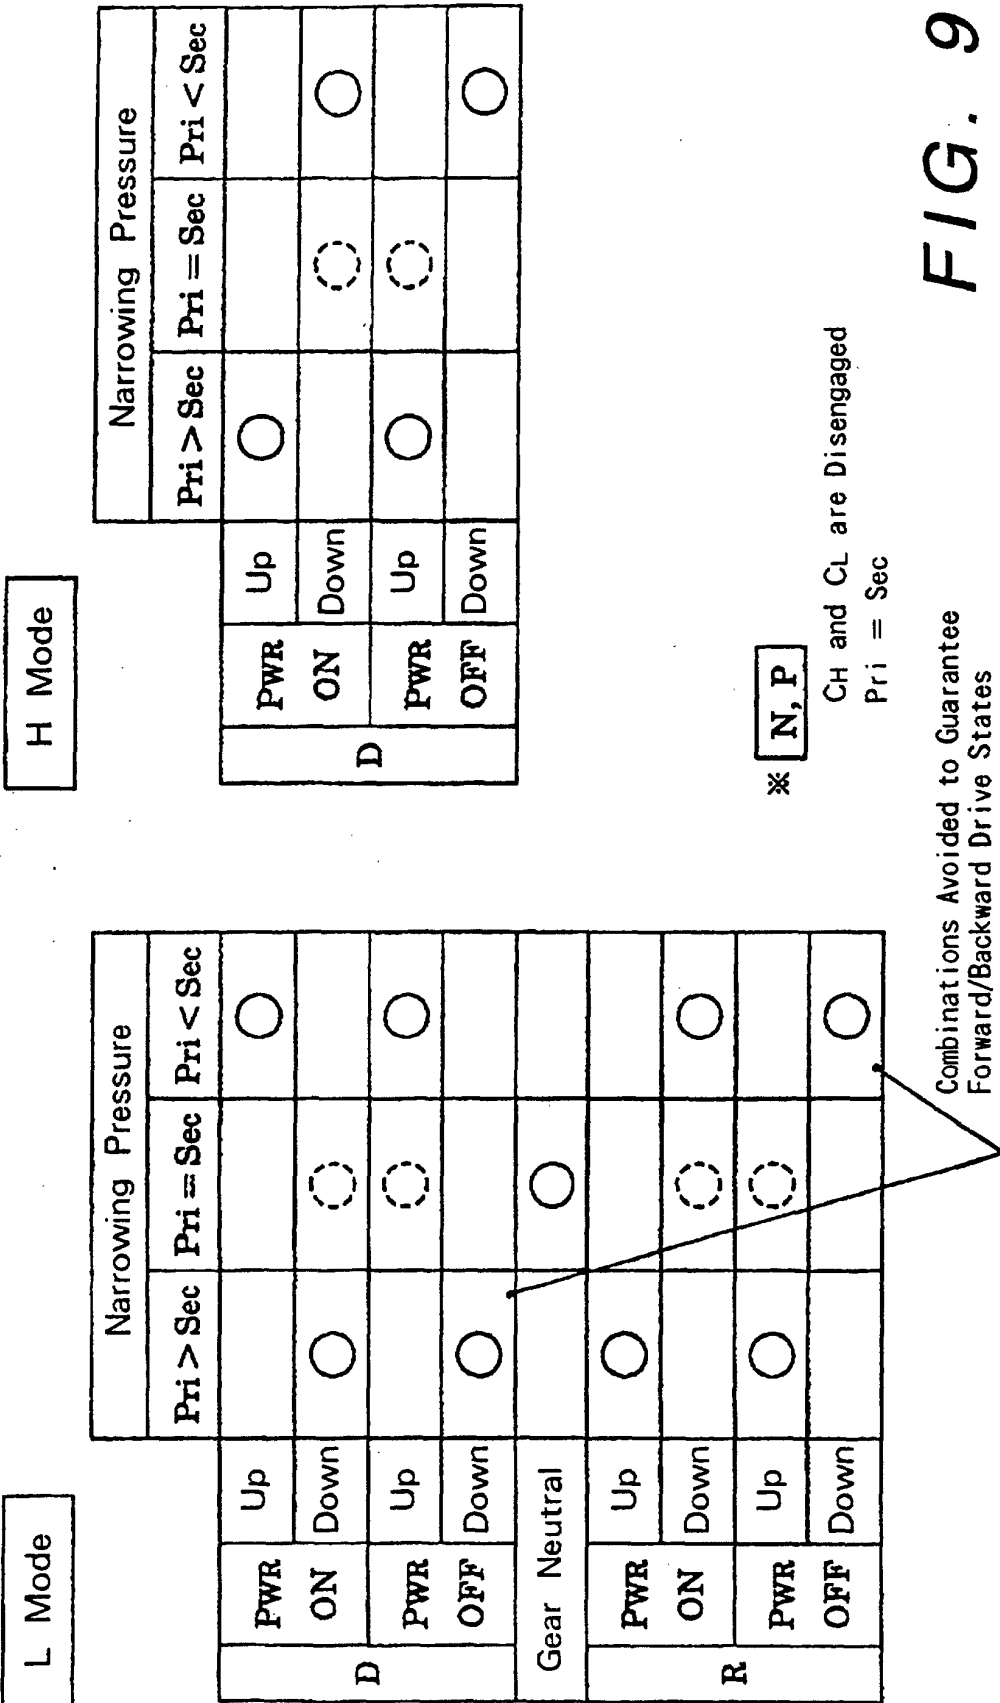 L Mode
Narrowing Pressure
Pri > Sec Pri = Sec Pri < Sec
D
PWR ON
Up ○
Down ○ ◌
PWR OFF
Up ◌ ○
Down ○
Gear Neutral ○
R
PWR ON
Up ○
Down ◌ ○
PWR OFF
Up ○ ◌
Down ○
Combinations Avoided to Guarantee
Forward/Backward Drive States
H Mode
Narrowing Pressure
Pri > Sec Pri = Sec Pri < Sec
D
PWR ON
Up ○
Down ◌ ○
PWR OFF
Up ○ ◌
Down ○
※ N, P
CH and CL are Disengaged
Pri = Sec
FIG. 9